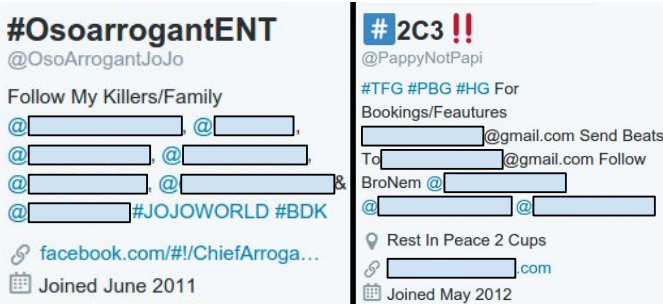 #OsoarrogantENT
@OsoArrogantJoJo
Follow My Killers/Family
@ , @ ,
@ , @ ,
@ , @ &
@ #JOJOWORLD #BDK
facebook.com/#!/ChiefArroga...
Joined June 2011
#️⃣2C3‼️
@PappyNotPapi
#TFG #PBG #HG For
Bookings/Feautures
@gmail.com Send Beats
To @gmail.com Follow
BroNem @
@ @
Rest In Peace 2 Cups
.com
Joined May 2012